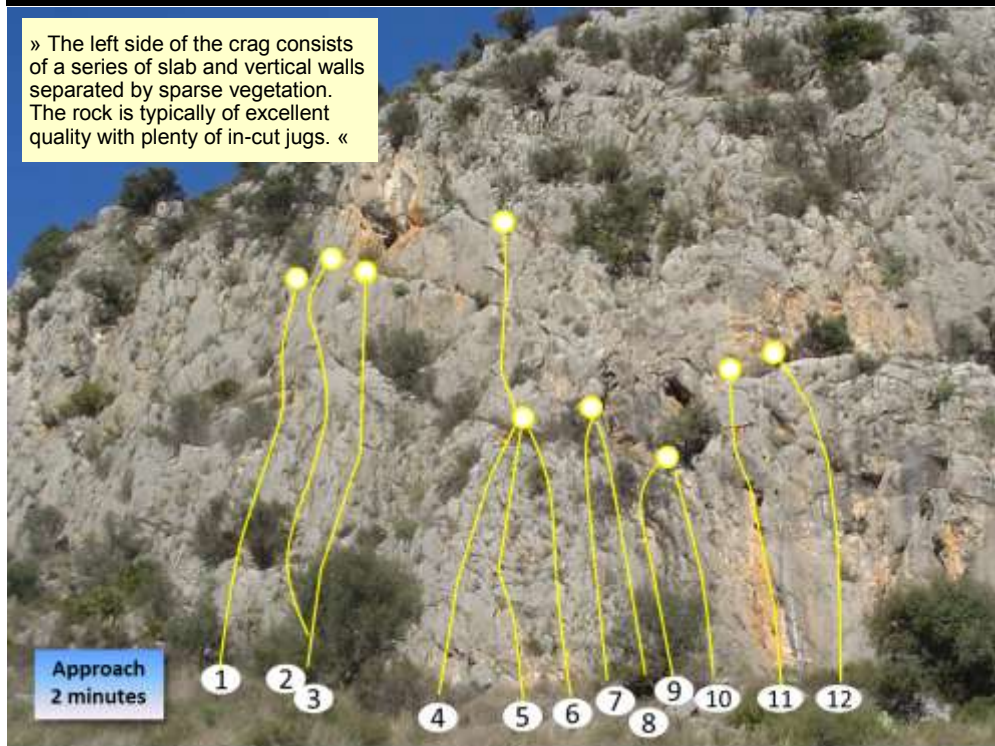 » The left side of the crag consists
of a series of slab and vertical walls
separated by sparse vegetation.
The rock is typically of excellent
quality with plenty of in-cut jugs. «
Approach
2 minutes
1
2
3
4
5
6
7
8
9
10
11
12